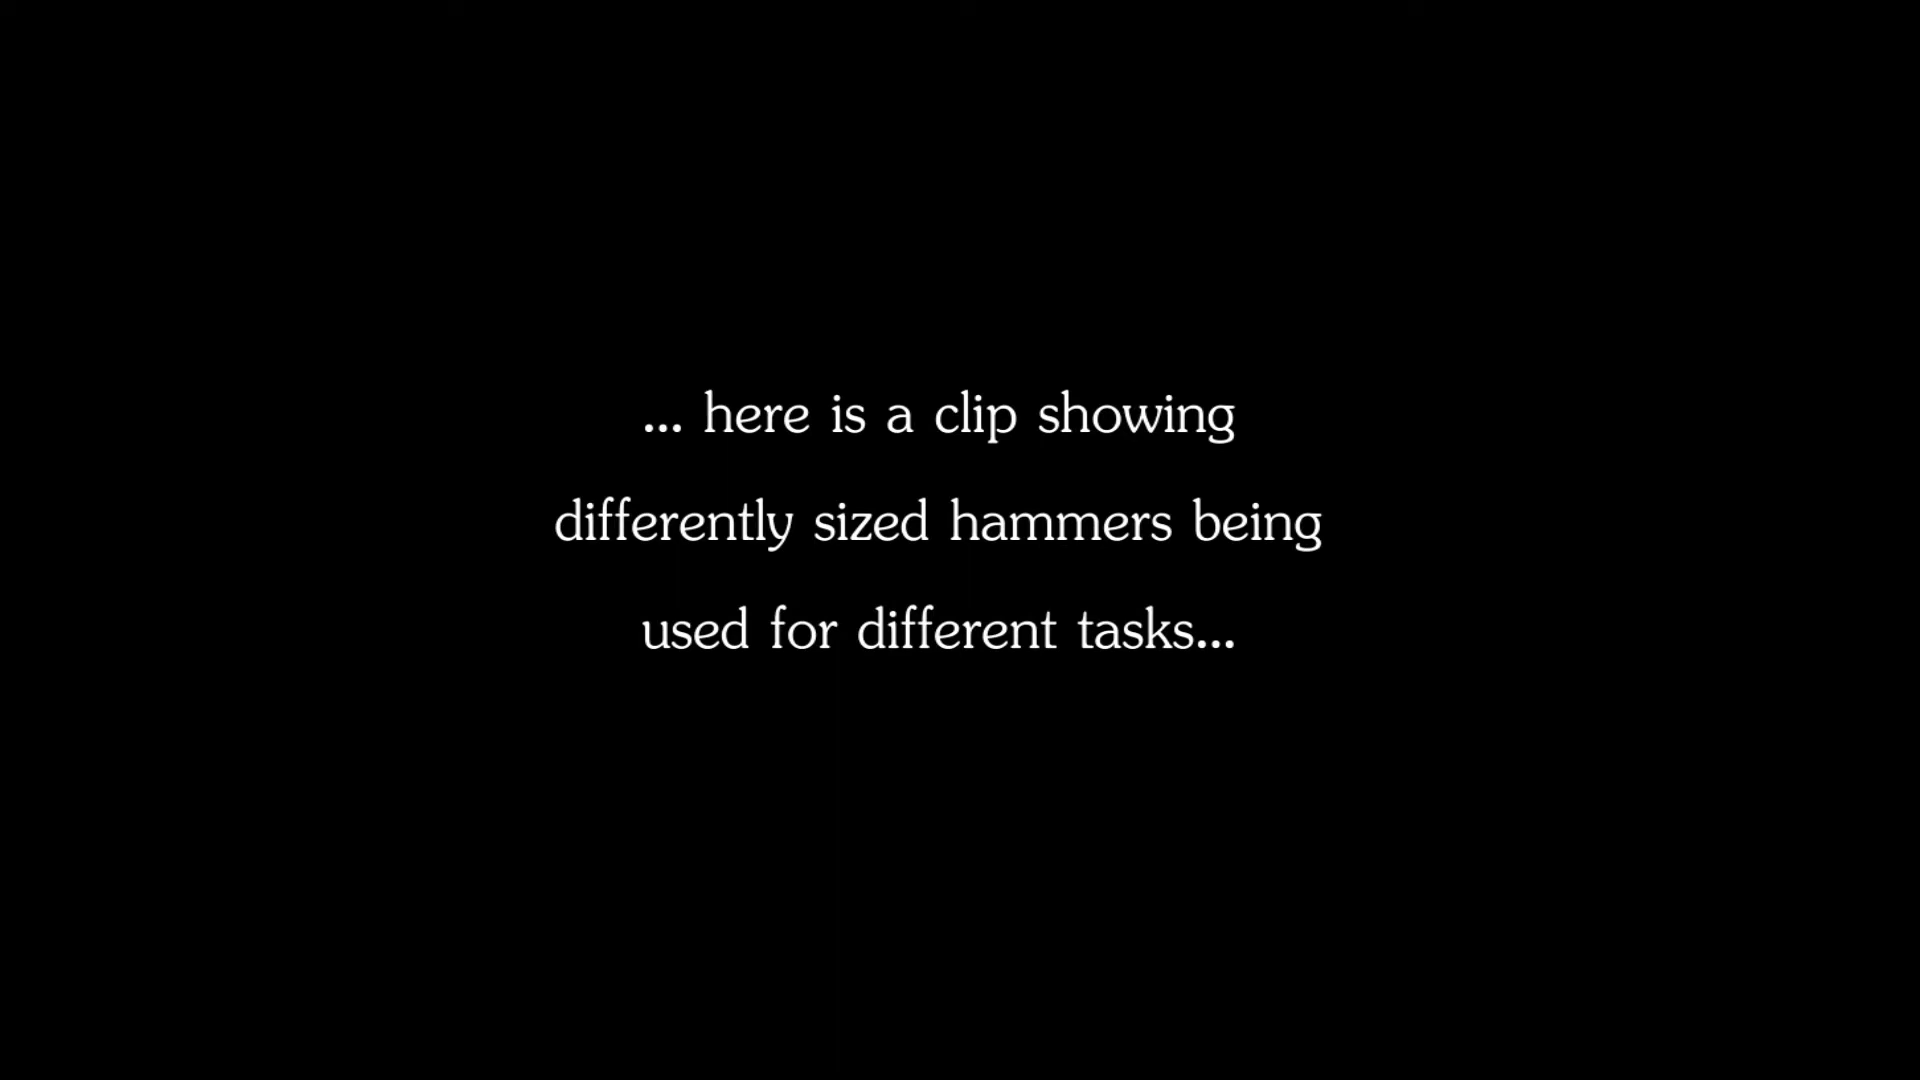 ... here is a clip showing
differently sized hammers being
used for different tasks...